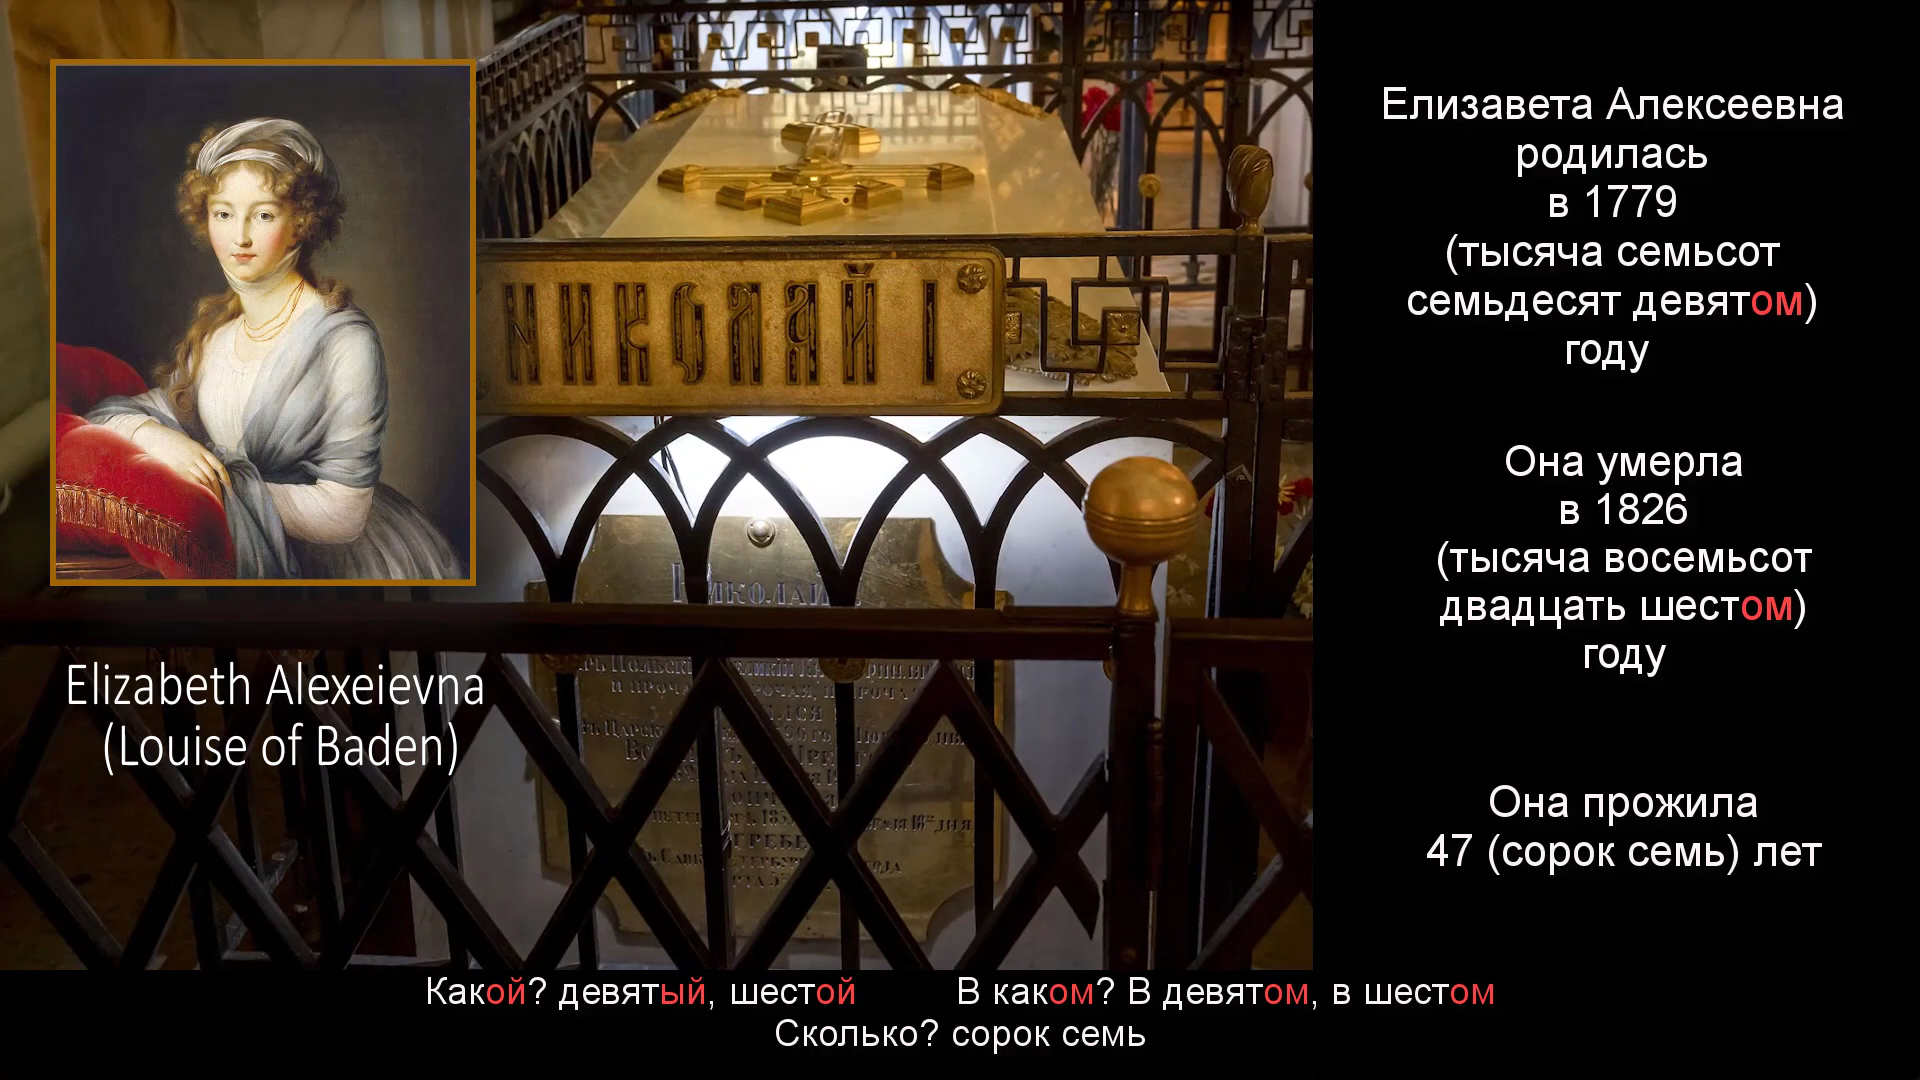 Елизавета Алексеевна
родилась
в 1779
(тысяча семьсот
семьдесят девятом)
году
Она умерла
в 1826
(тысяча восемьсот
двадцать шестом)
году
Она прожила
47 (сорок семь) лет
НИКОЛАЙ I
НИКОЛАЙ
Elizabeth Alexeievna
(Louise of Baden)
Какой? девятый, шестой В каком? В девятом, в шестом
Сколько? сорок семь